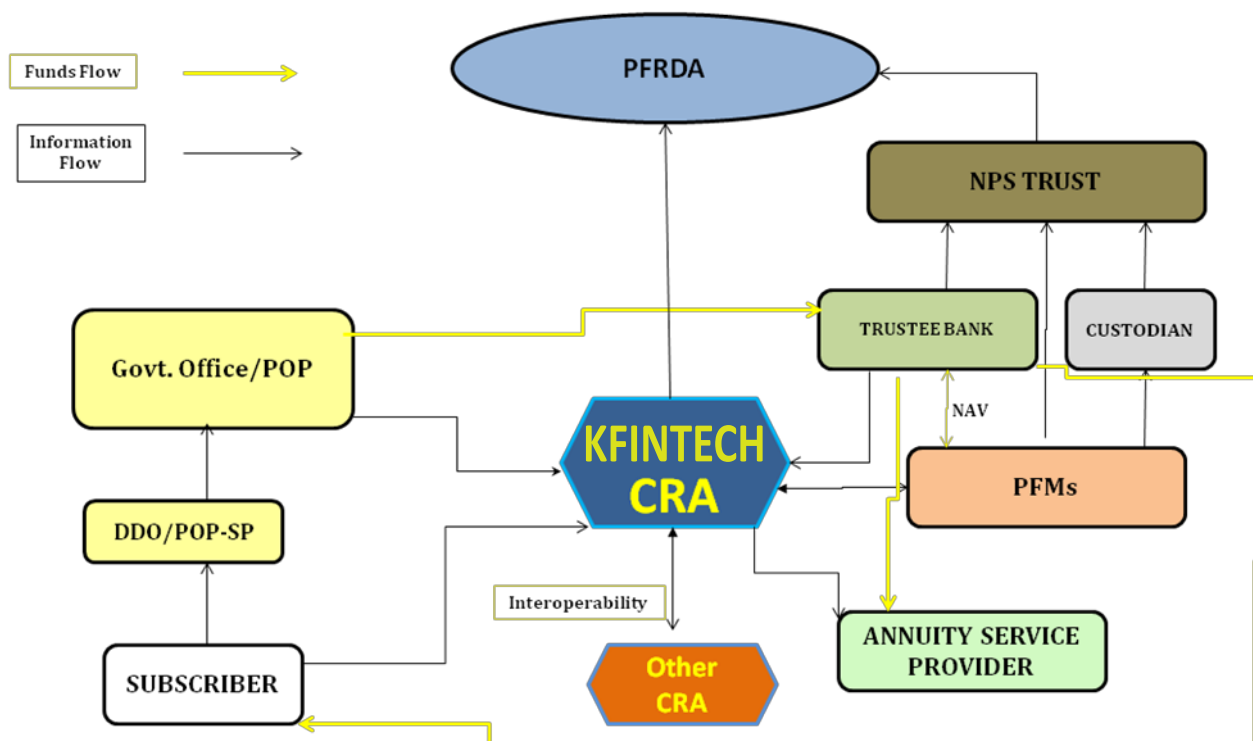 Funds Flow
PFRDA
Information
Flow
NPS TRUST
TRUSTEE BANK
CUSTODIAN
Govt. Office/POP
NAV
KFINTECH
CRA
PFMs
DDO/POP-SP
Interoperability
ANNUITY SERVICE
PROVIDER
SUBSCRIBER
Other
CRA